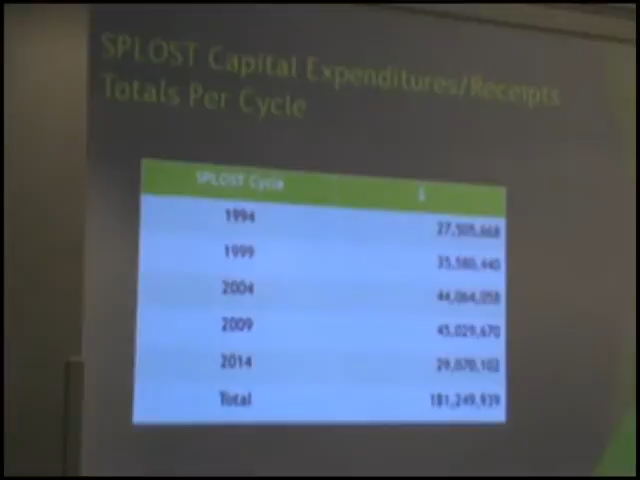 SPLOST Capital Expenditures/Receipts
Totals Per Cycle
SPLOST Cycle $
1994 27,505,668
1999 35,580,440
2004 44,064,058
2009 45,029,670
2014 29,070,102
Total 181,249,939